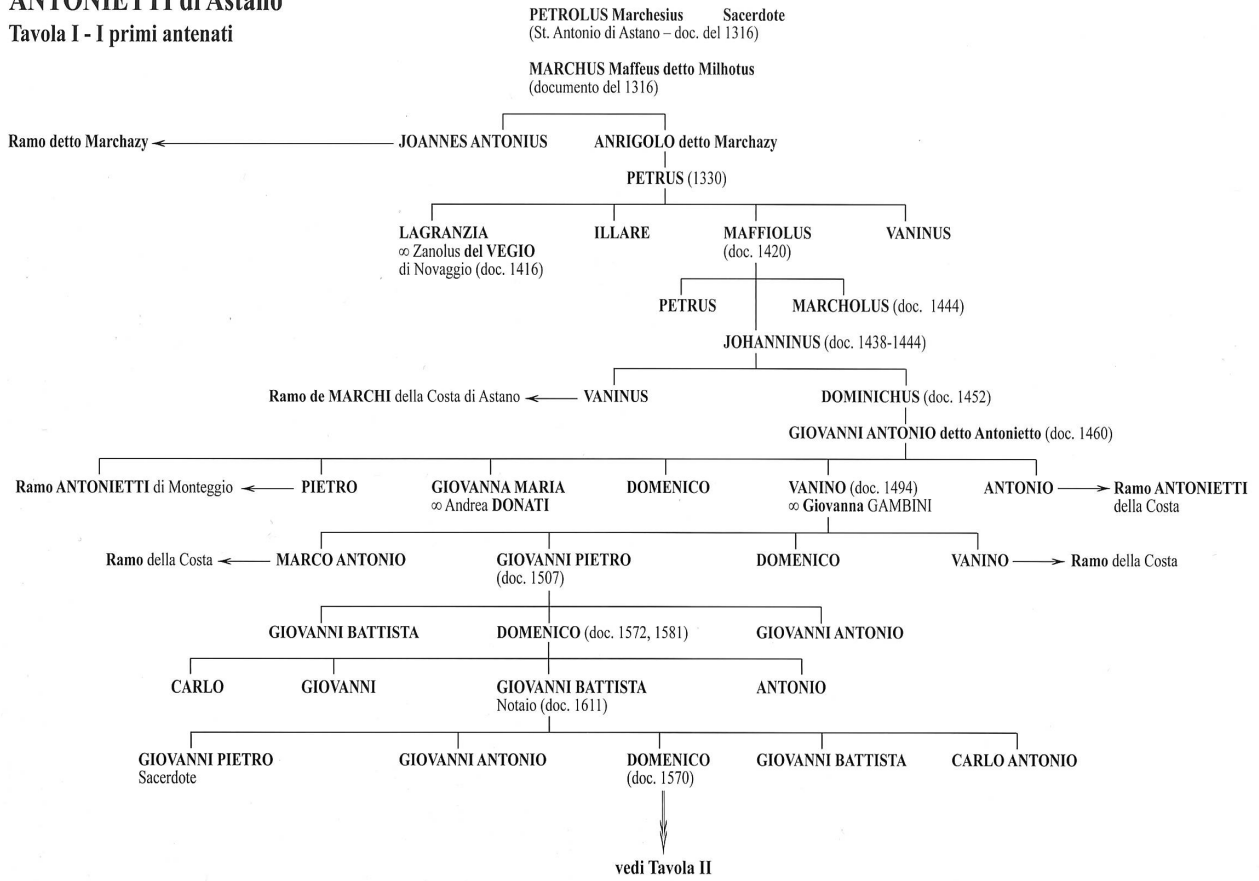 ANTONIETTI di Astano
Tavola I - I primi antenati
PETROLUS Marchesius Sacerdote
(St. Antonio di Astano – doc. del 1316)
MARCHUS Maffeus detto Milhotus
(documento del 1316)
Ramo detto Marchazy
JOANNES ANTONIUS
ANRIGOLO detto Marchazy
PETRUS (1330)
LAGRANZIA
∞ Zanolus del VEGIO
di Novaggio (doc. 1416)
ILLARE
MAFFIOLUS
(doc. 1420)
VANINUS
PETRUS
MARCHOLUS (doc. 1444)
JOHANNINUS (doc. 1438-1444)
Ramo de MARCHI della Costa di Astano
VANINUS
DOMINICHUS (doc. 1452)
GIOVANNI ANTONIO detto Antonietto (doc. 1460)
Ramo ANTONIETTI di Monteggio
PIETRO
GIOVANNA MARIA
∞ Andrea DONATI
DOMENICO
VANINO (doc. 1494)
∞ Giovanna GAMBINI
ANTONIO
Ramo ANTONIETTI
della Costa
Ramo della Costa
MARCO ANTONIO
GIOVANNI PIETRO
(doc. 1507)
DOMENICO
VANINO
Ramo della Costa
GIOVANNI BATTISTA
DOMENICO (doc. 1572, 1581)
GIOVANNI ANTONIO
CARLO
GIOVANNI
GIOVANNI BATTISTA
Notaio (doc. 1611)
ANTONIO
GIOVANNI PIETRO
Sacerdote
GIOVANNI ANTONIO
DOMENICO
(doc. 1570)
GIOVANNI BATTISTA
CARLO ANTONIO
vedi Tavola II